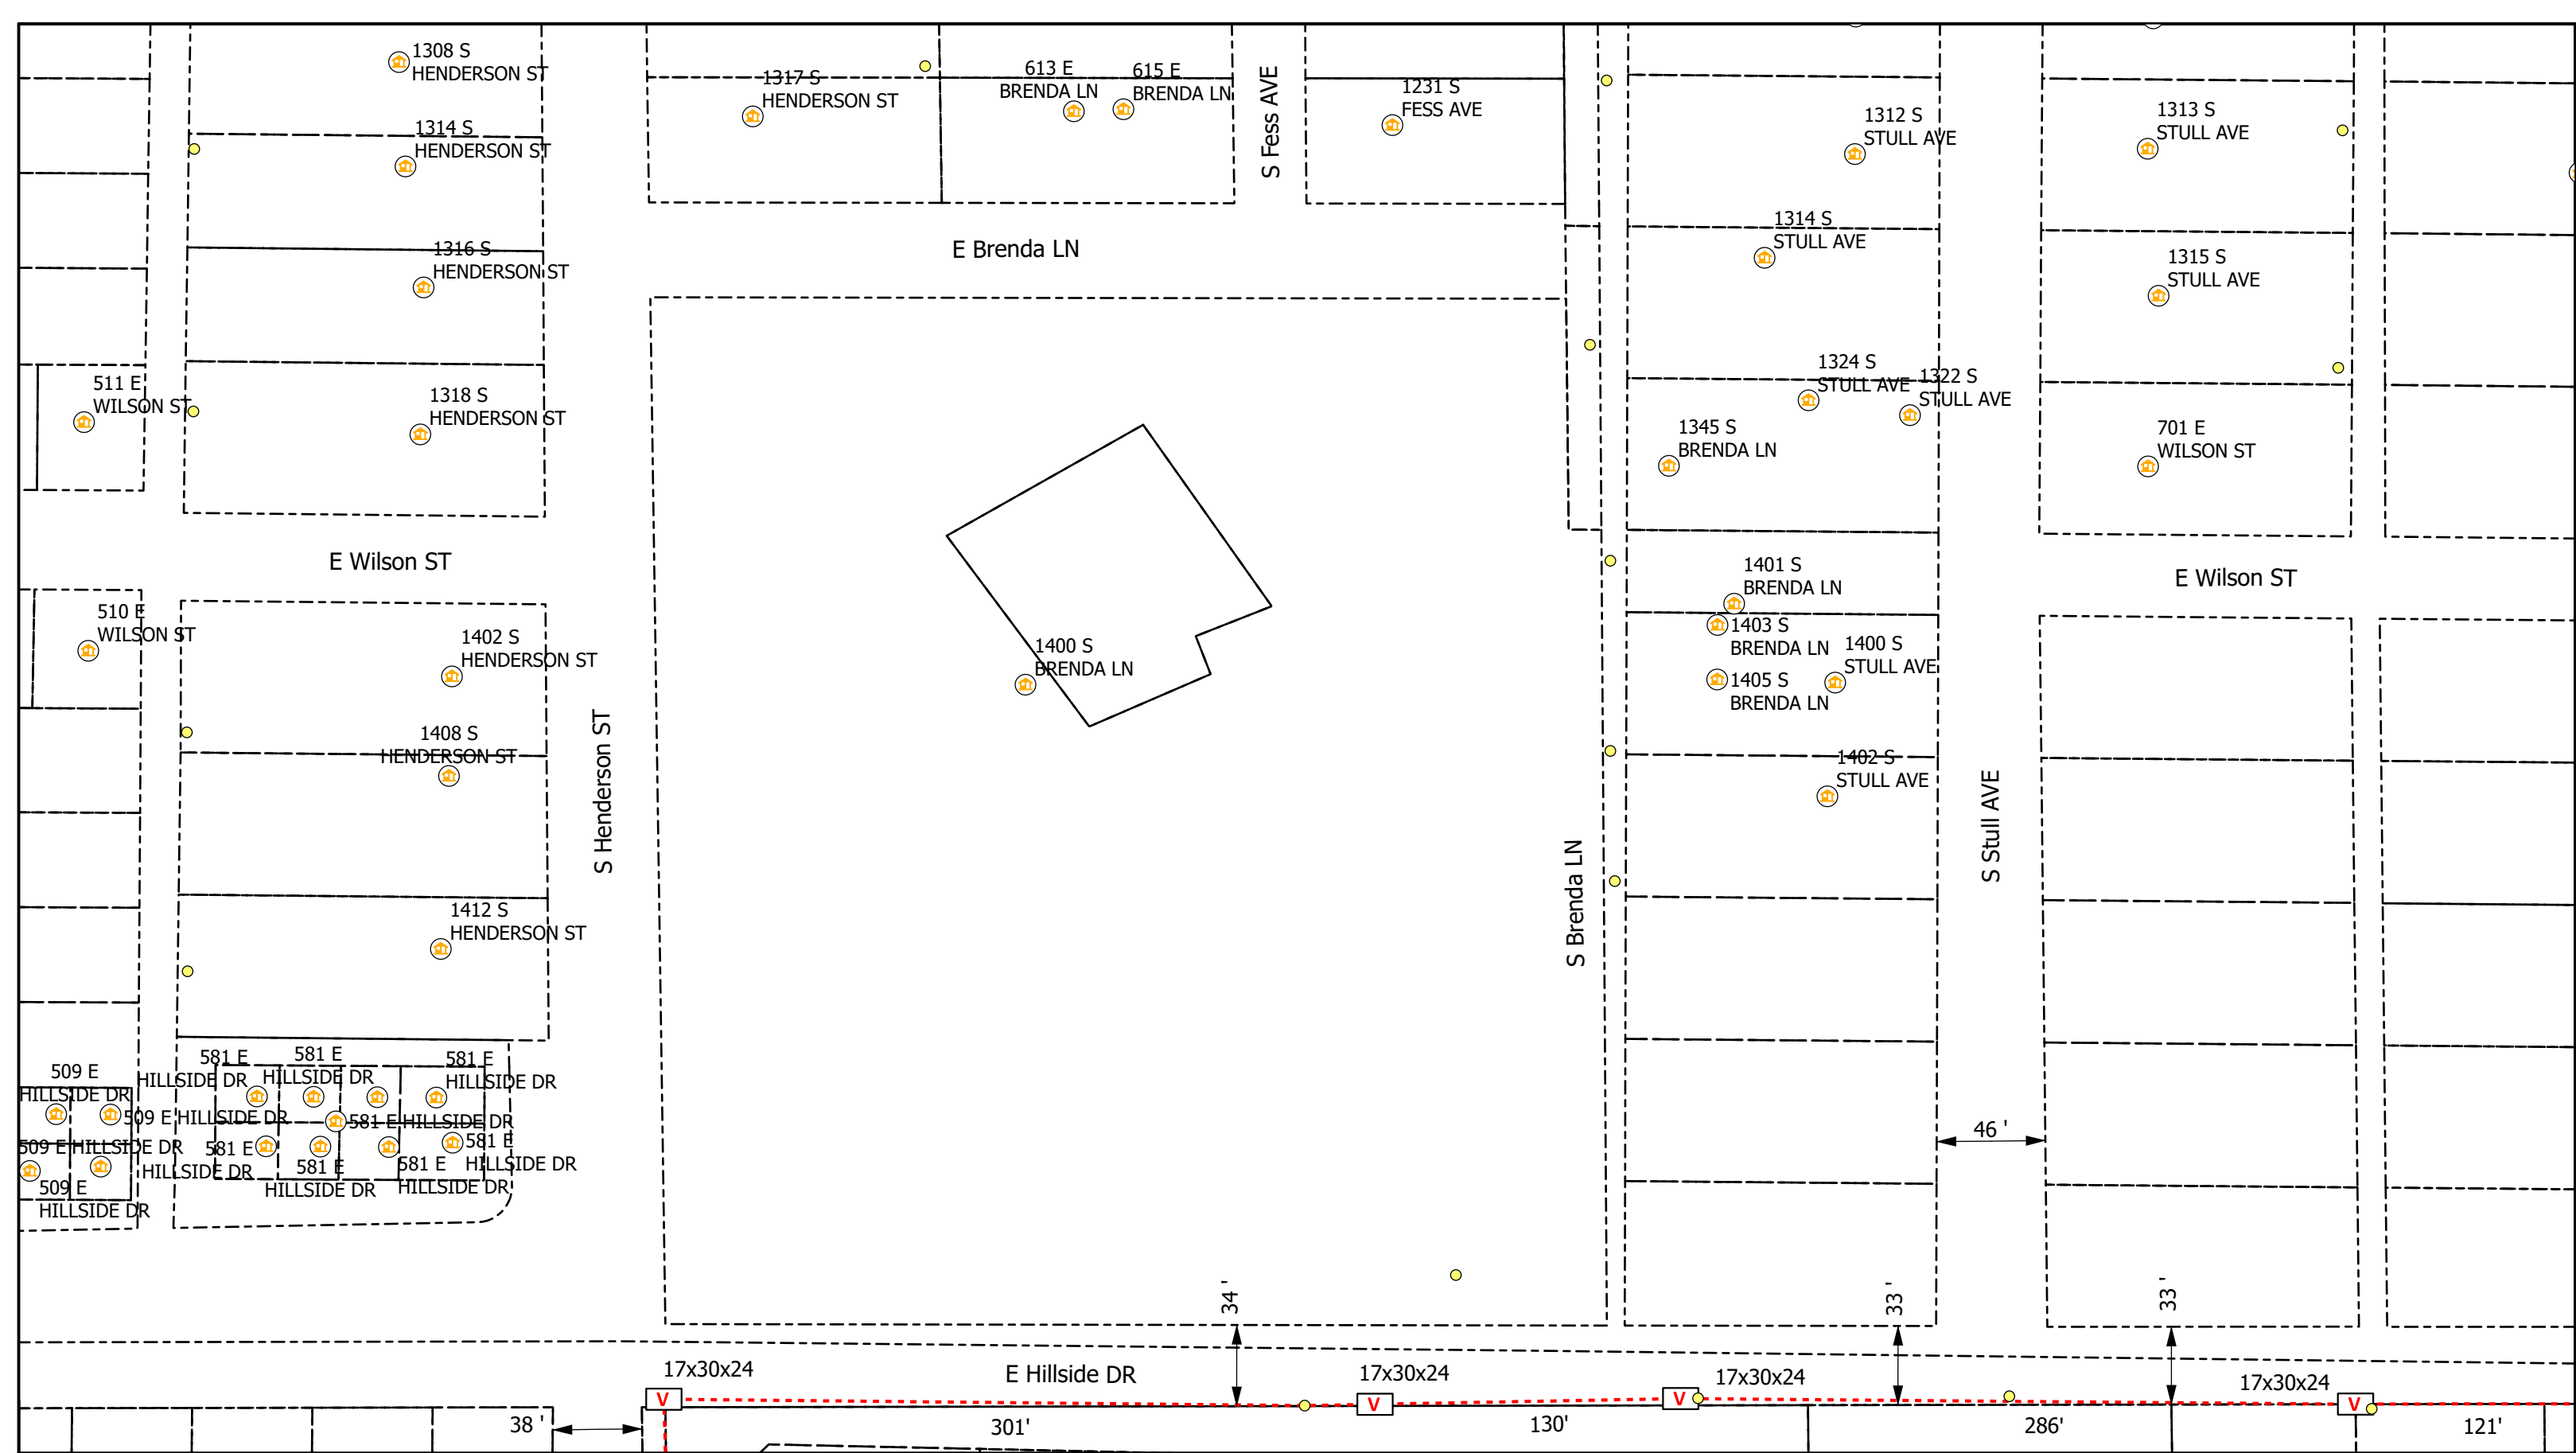 1308 S
HENDERSON ST
1317 S
HENDERSON ST
613 E
BRENDA LN
615 E
BRENDA LN
S Fess AVE
1231 S
FESS AVE
1312 S
STULL AVE
1313 S
STULL AVE
1314 S
HENDERSON ST
1316 S
HENDERSON ST
E Brenda LN
1314 S
STULL AVE
1315 S
STULL AVE
511 E
WILSON ST
1318 S
HENDERSON ST
1324 S
STULL AVE
1322 S
STULL AVE
1345 S
BRENDA LN
701 E
WILSON ST
E Wilson ST
E Wilson ST
510 E
WILSON ST
1402 S
HENDERSON ST
1400 S
BRENDA LN
1401 S
BRENDA LN
1403 S
BRENDA LN
1400 S
STULL AVE
1405 S
BRENDA LN
1408 S
HENDERSON ST
S Henderson ST
1402 S
STULL AVE
S Stull AVE
S Brenda LN
1412 S
HENDERSON ST
509 E
HILLSIDE DR
581 E
HILLSIDE DR
581 E
HILLSIDE DR
581 E
HILLSIDE DR
509 E HILLSIDE DR
581 E HILLSIDE DR
509 E HILLSIDE DR
581 E
HILLSIDE DR
581 E
HILLSIDE DR
581 E
HILLSIDE DR
581 E
HILLSIDE DR
509 E
HILLSIDE DR
46 '
34 '
33 '
33 '
17x30x24
E Hillside DR
17x30x24
17x30x24
17x30x24
V
V
V
V
38 '
301'
130'
286'
121'